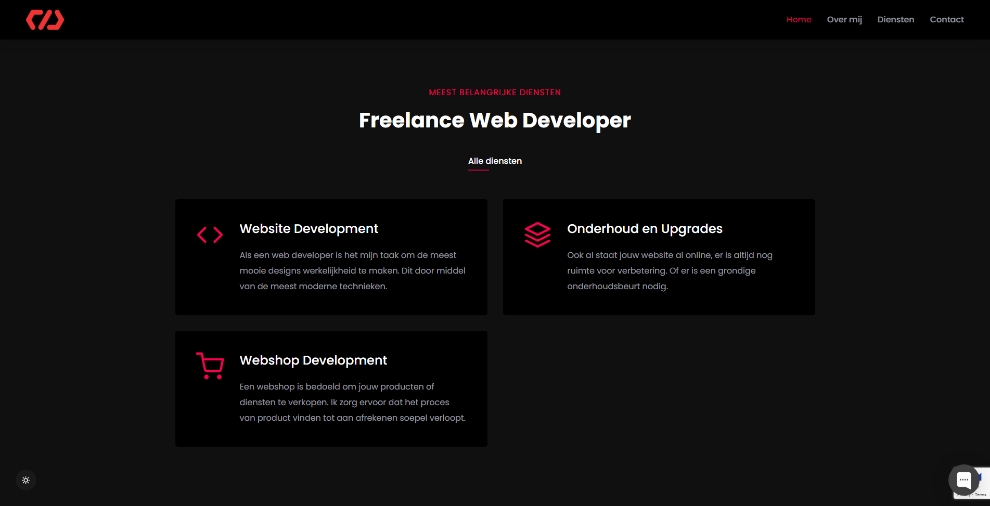 Home Over mij Diensten Contact
MEEST BELANGRIJKE DIENSTEN
Freelance Web Developer
Alle diensten
Website Development
Als een web developer is het mijn taak om de meest
mooie designs werkelijkheid te maken. Dit door middel
van de meest moderne technieken.
Onderhoud en Upgrades
Ook al staat jouw website al online, er is altijd nog
ruimte voor verbetering. Of er is een grondige
onderhoudsbeurt nodig.
Webshop Development
Een webshop is bedoeld om jouw producten of
diensten te verkopen. Ik zorg ervoor dat het proces
van product vinden tot aan afrekenen soepel verloopt.